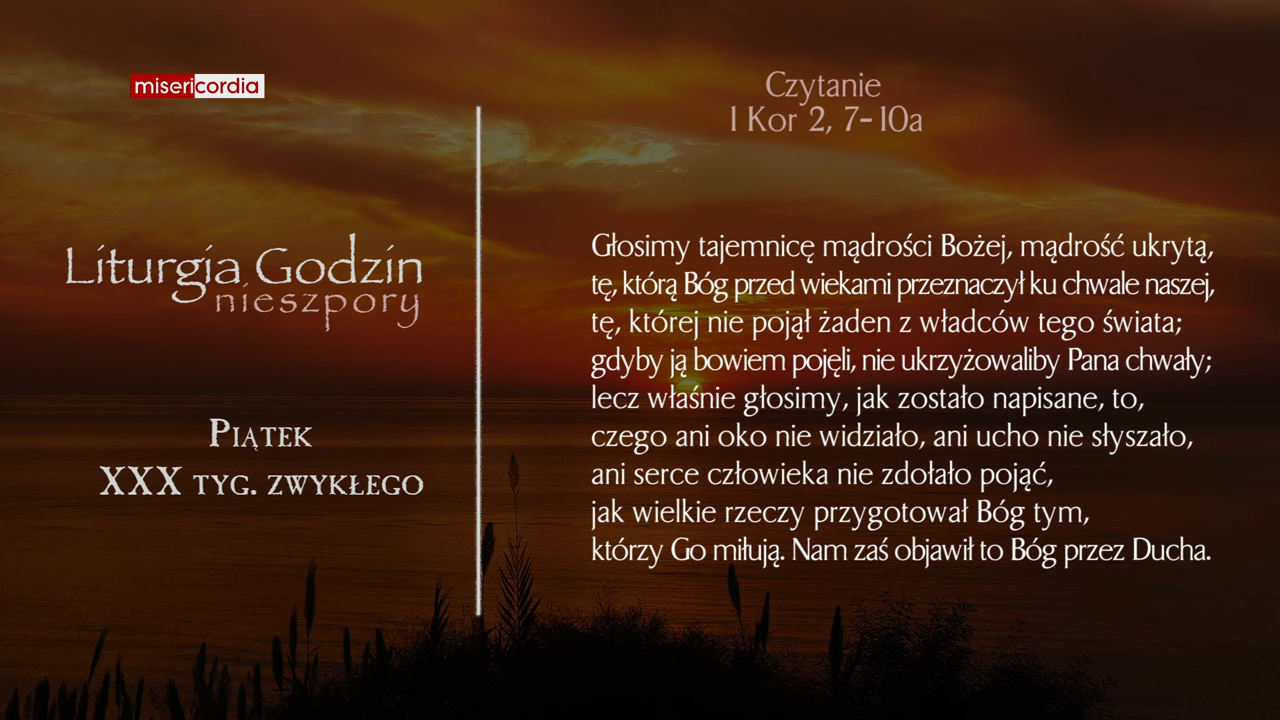 misericordia
Liturgia Godzin
nieszpory
Piątek
XXX tyg. zwykłego
Czytanie
1 Kor 2, 7-10a
Głosimy tajemnicę mądrości Bożej, mądrość ukrytą,
tę, którą Bóg przed wiekami przeznaczył ku chwale naszej,
tę, której nie pojął żaden z władców tego świata;
gdyby ją bowiem pojęli, nie ukrzyżowaliby Pana chwały;
lecz właśnie głosimy, jak zostało napisane, to,
czego ani oko nie widziało, ani ucho nie słyszało,
ani serce człowieka nie zdołało pojąć,
jak wielkie rzeczy przygotował Bóg tym,
którzy Go miłują. Nam zaś objawił to Bóg przez Ducha.